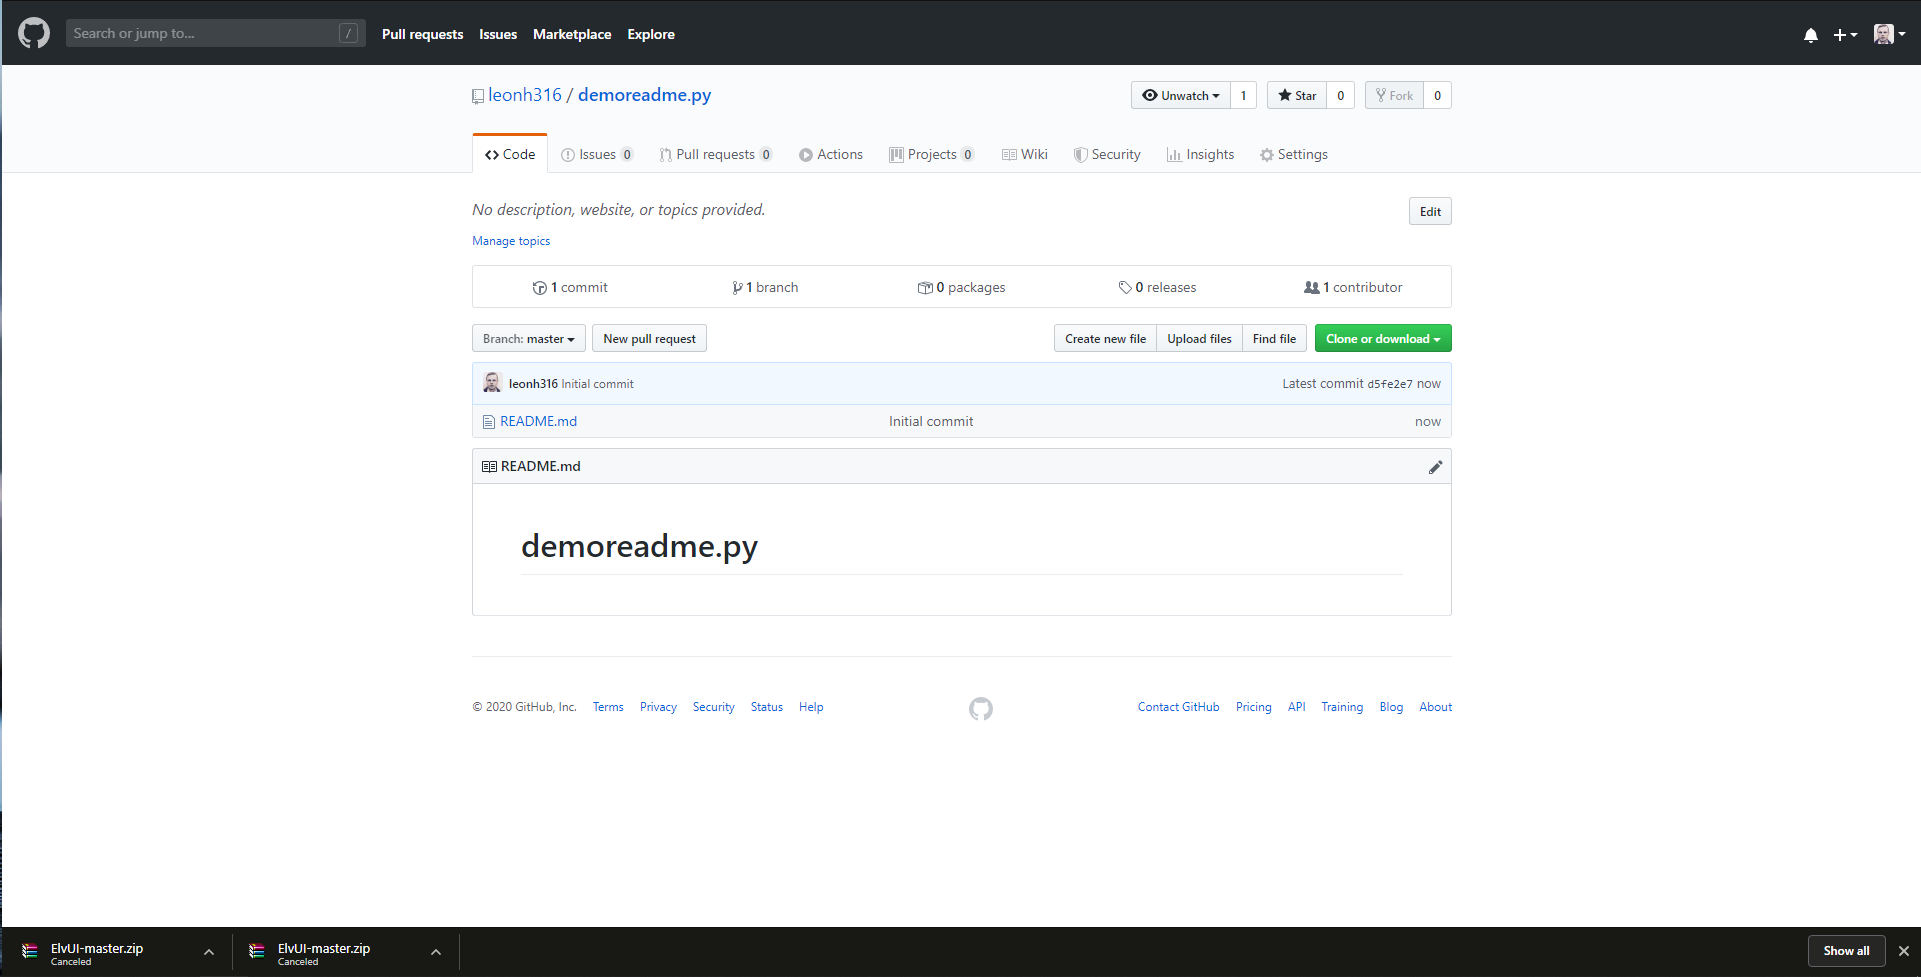 Search or jump to... /
Pull requests Issues Marketplace Explore
leonh316 / demoreadme.py
Unwatch 1 Star 0 Fork 0
Code Issues 0 Pull requests 0 Actions Projects 0 Wiki Security Insights Settings
No description, website, or topics provided.
Edit
Manage topics
1 commit 1 branch 0 packages 0 releases 1 contributor
Branch: master New pull request Create new file Upload files Find file Clone or download
leonh316 Initial commit Latest commit d5fe2e7 now
README.md Initial commit now
README.md
demoreadme.py
© 2020 GitHub, Inc. Terms Privacy Security Status Help Contact GitHub Pricing API Training Blog About
ElvUI-master.zip
Canceled
ElvUI-master.zip
Canceled
Show all